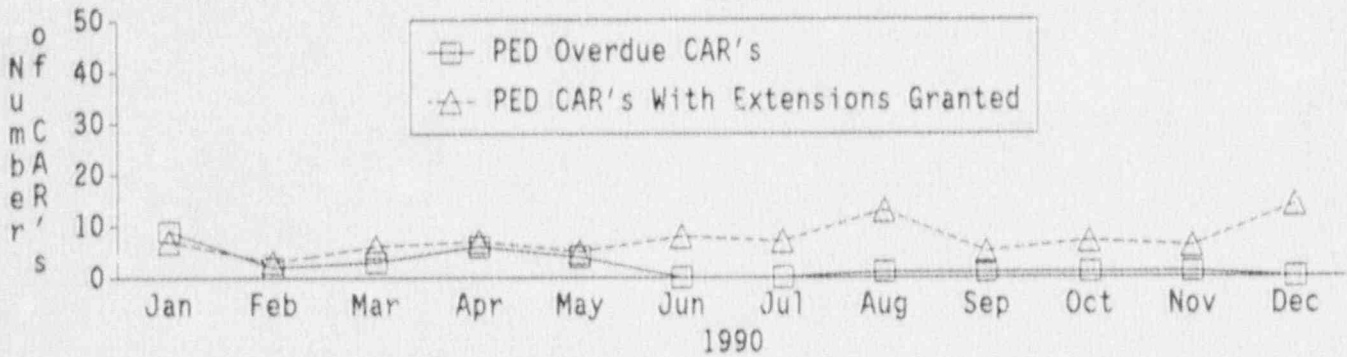 Number
of CAR's
50
40
30
20
10
0
PED Overdue CAR's
PED CAR's With Extensions Granted
Jan Feb Mar Apr May Jun Jul Aug Sep Oct Nov Dec
1990